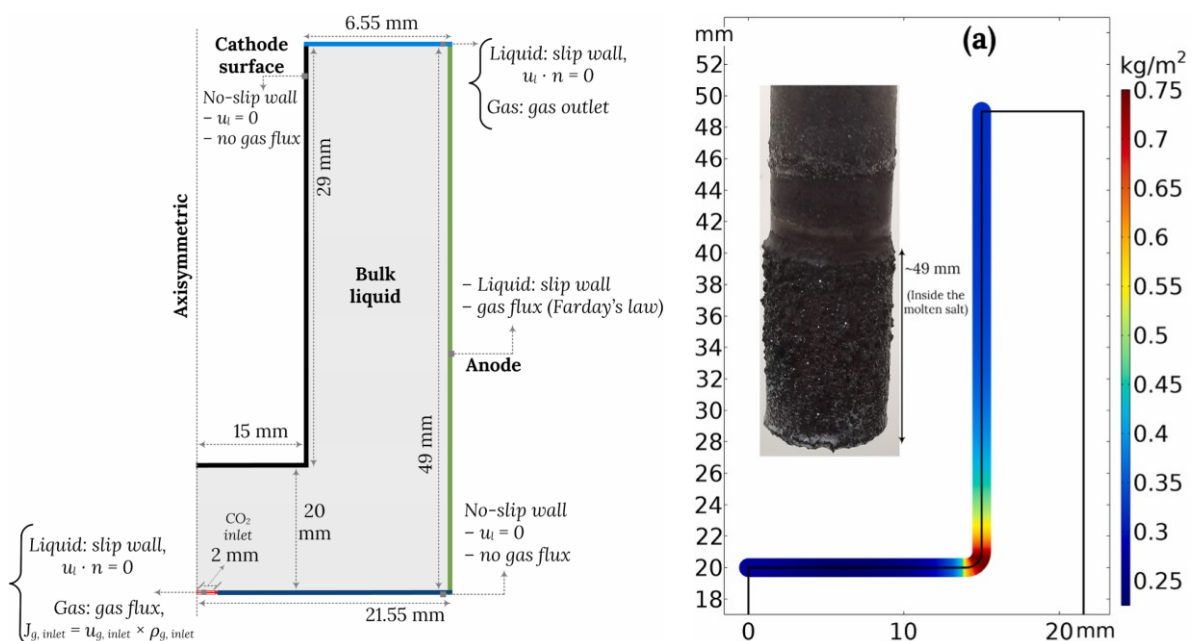 6.55 mm
Cathode
surface
No-slip wall
– uₗ = 0
– no gas flux
Liquid: slip wall,
uₗ · n = 0
Gas: gas outlet
29 mm
Axisymmetric
Bulk
liquid
– Liquid: slip wall
– gas flux (Farday's law)
Anode
15 mm
49 mm
20
mm
CO₂
inlet
2 mm
No-slip wall
– uₗ = 0
– no gas flux
Liquid: slip wall,
uₗ · n = 0
Gas: gas flux,
J_g, inlet = u_g, inlet × ρ_g, inlet
21.55 mm
(a)
mm
52
50
48
46
44
42
40
38
36
34
32
30
28
26
24
22
20
18
0
10
20mm
~49 mm
(Inside the
molten salt)
kg/m²
0.75
0.7
0.65
0.6
0.55
0.5
0.45
0.4
0.35
0.3
0.25